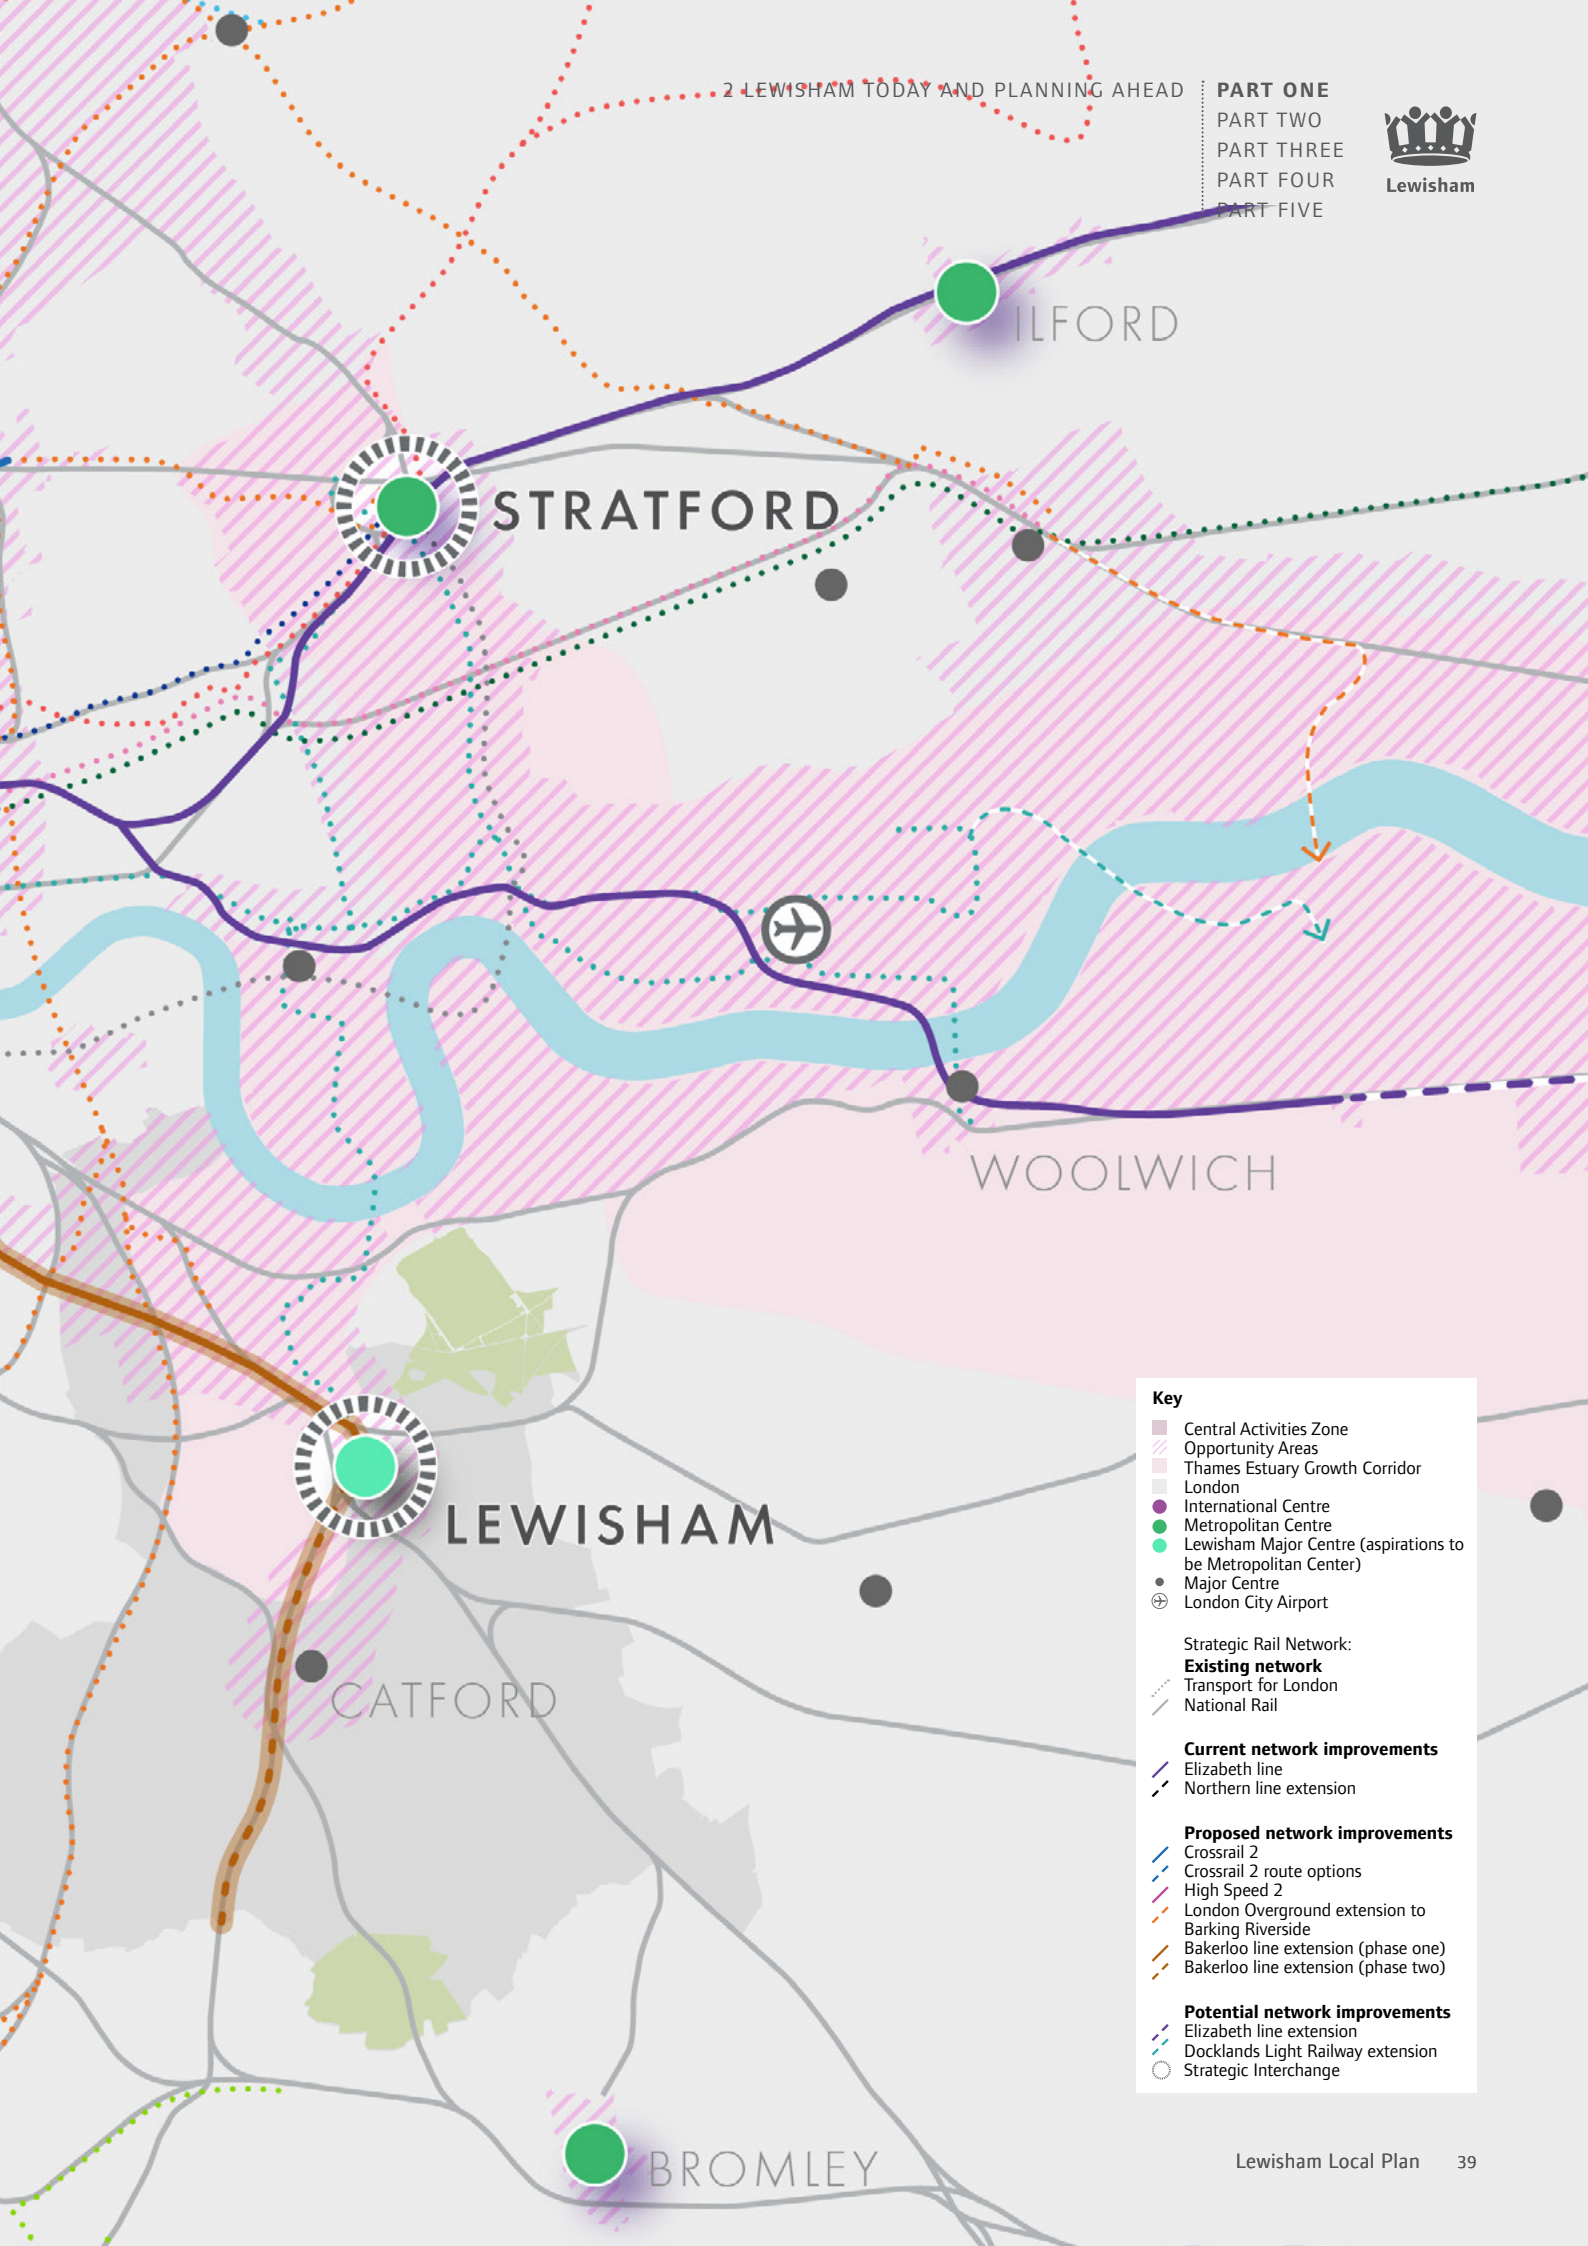 2 LEWISHAM TODAY AND PLANNING AHEAD
PART ONE
PART TWO
PART THREE
PART FOUR
PART FIVE
Lewisham
ILFORD
STRATFORD
WOOLWICH
LEWISHAM
CATFORD
BROMLEY
Key
Central Activities Zone
Opportunity Areas
Thames Estuary Growth Corridor
London
International Centre
Metropolitan Centre
Lewisham Major Centre (aspirations to
be Metropolitan Center)
Major Centre
London City Airport
Strategic Rail Network:
Existing network
Transport for London
National Rail
Current network improvements
Elizabeth line
Northern line extension
Proposed network improvements
Crossrail 2
Crossrail 2 route options
High Speed 2
London Overground extension to
Barking Riverside
Bakerloo line extension (phase one)
Bakerloo line extension (phase two)
Potential network improvements
Elizabeth line extension
Docklands Light Railway extension
Strategic Interchange
Lewisham Local Plan 39